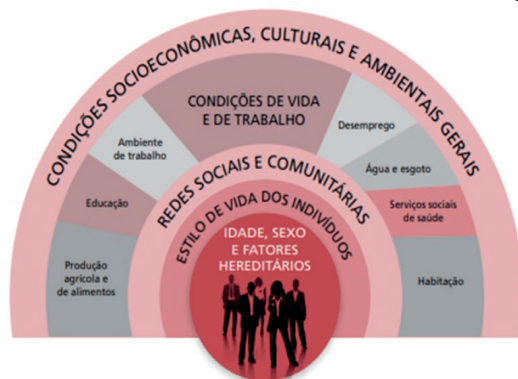 CONDIÇÕES SOCIOECONÔMICAS, CULTURAIS E AMBIENTAIS GERAIS
CONDIÇÕES DE VIDA
E DE TRABALHO
Ambiente
de trabalho
Desemprego
Água e esgoto
Educação
Serviços sociais
de saúde
Produção
agrícola e
de alimentos
Habitação
REDES SOCIAIS E COMUNITÁRIAS
ESTILO DE VIDA DOS INDIVÍDUOS
IDADE, SEXO
E FATORES
HEREDITÁRIOS